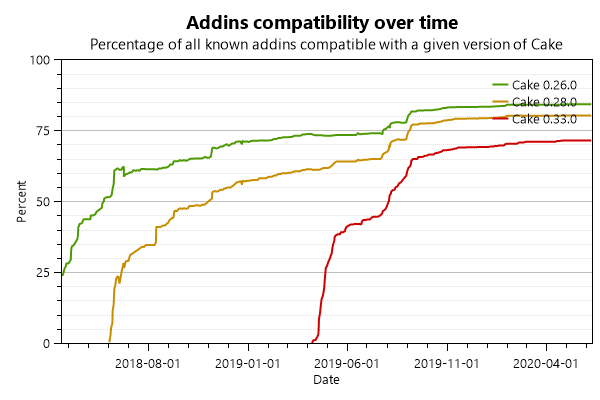 Addins compatibility over time
Percentage of all known addins compatible with a given version of Cake
100
75
50
25
0
Percent
Cake 0.26.0
Cake 0.28.0
Cake 0.33.0
2018-08-01
2019-01-01
2019-06-01
2019-11-01
2020-04-01
Date